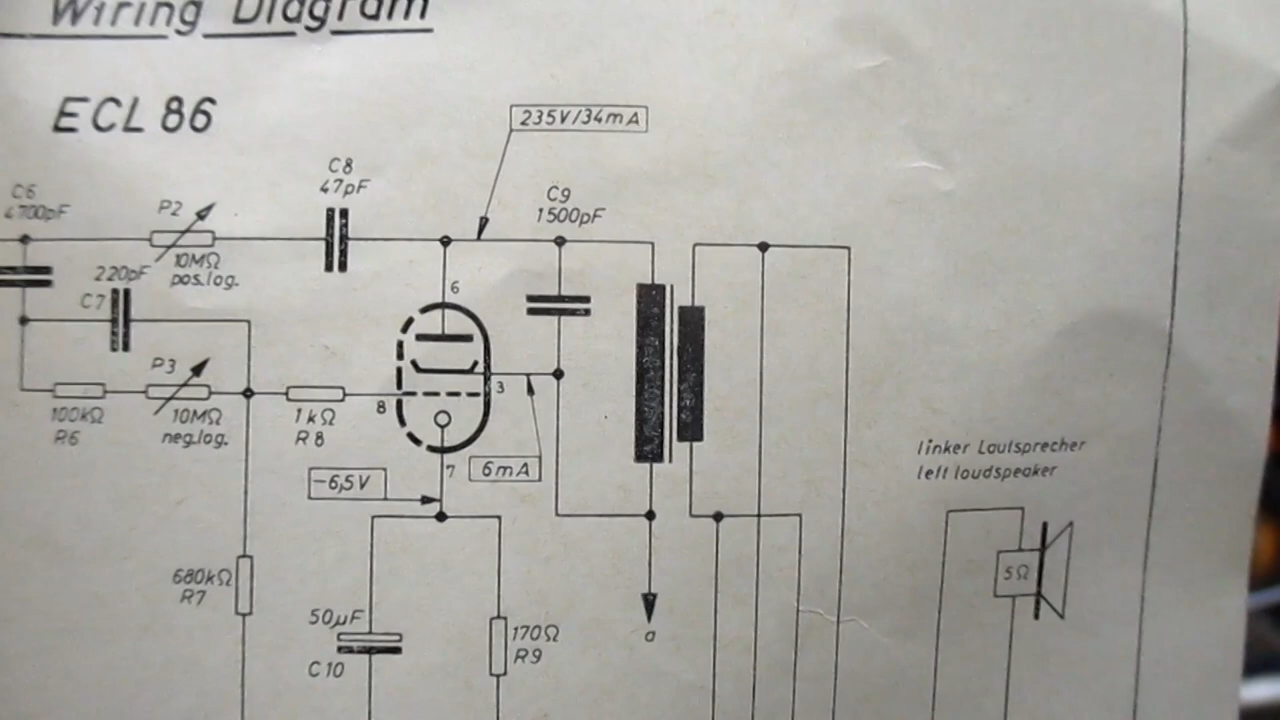 Wiring Diagram
ECL 86
235V/34mA
C8
47pF
C6
4700pF
P2
C9
1500pF
10MΩ
pos.log.
220pF
C7
6
P3
3
8
100kΩ
R6
10MΩ
neg.log.
1kΩ
R8
7
6mA
-6,5V
linker Lautsprecher
left loudspeaker
5Ω
680kΩ
R7
50µF
C10
170Ω
R9
a